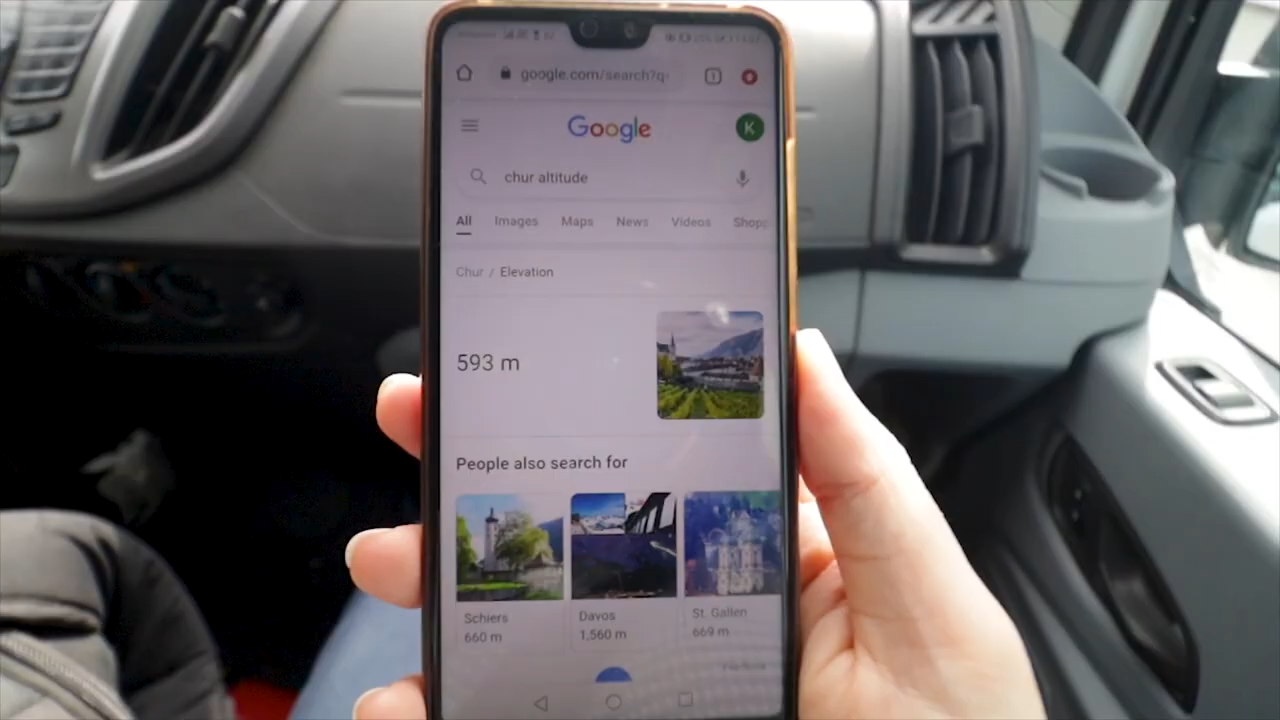 google.com/search?q
1
Google
K
chur altitude
All Images Maps News Videos Shopp
Chur / Elevation
593 m
People also search for
Schiers
660 m
Davos
1,560 m
St. Gallen
669 m